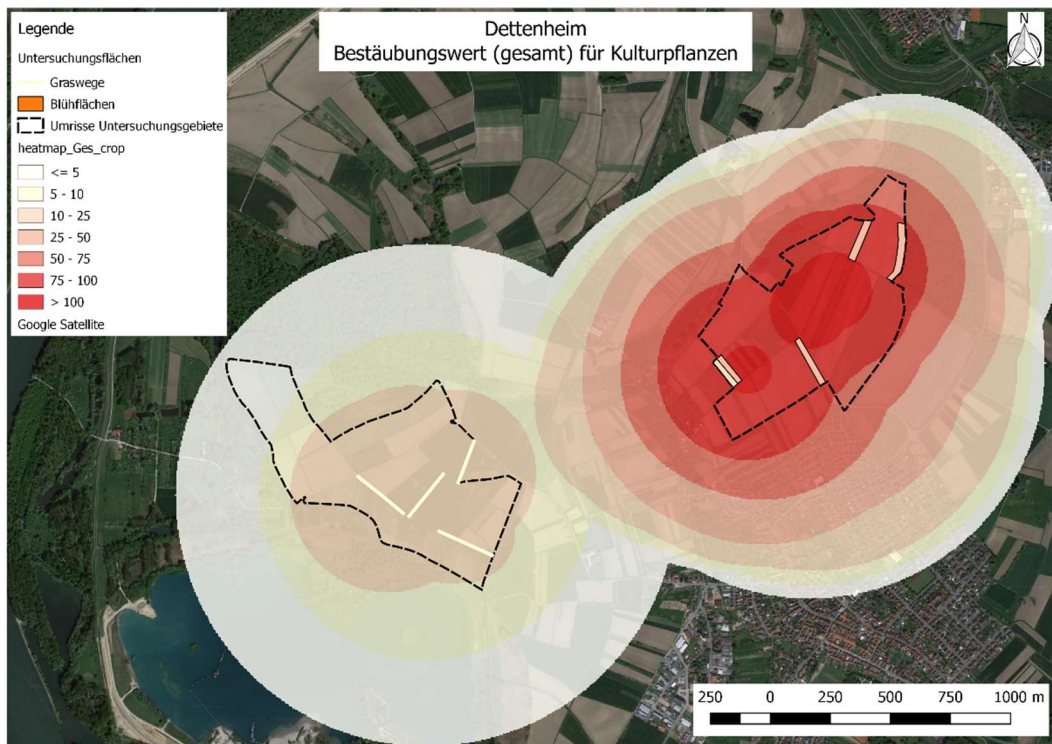 Dettenheim
Bestäubungswert (gesamt) für Kulturpflanzen
N
Legende
Untersuchungsflächen
Graswege
Blühflächen
Umrisse Untersuchungsgebiete
heatmap_Ges_crop
<= 5
5 - 10
10 - 25
25 - 50
50 - 75
75 - 100
> 100
Google Satellite
250 0 250 500 750 1000 m